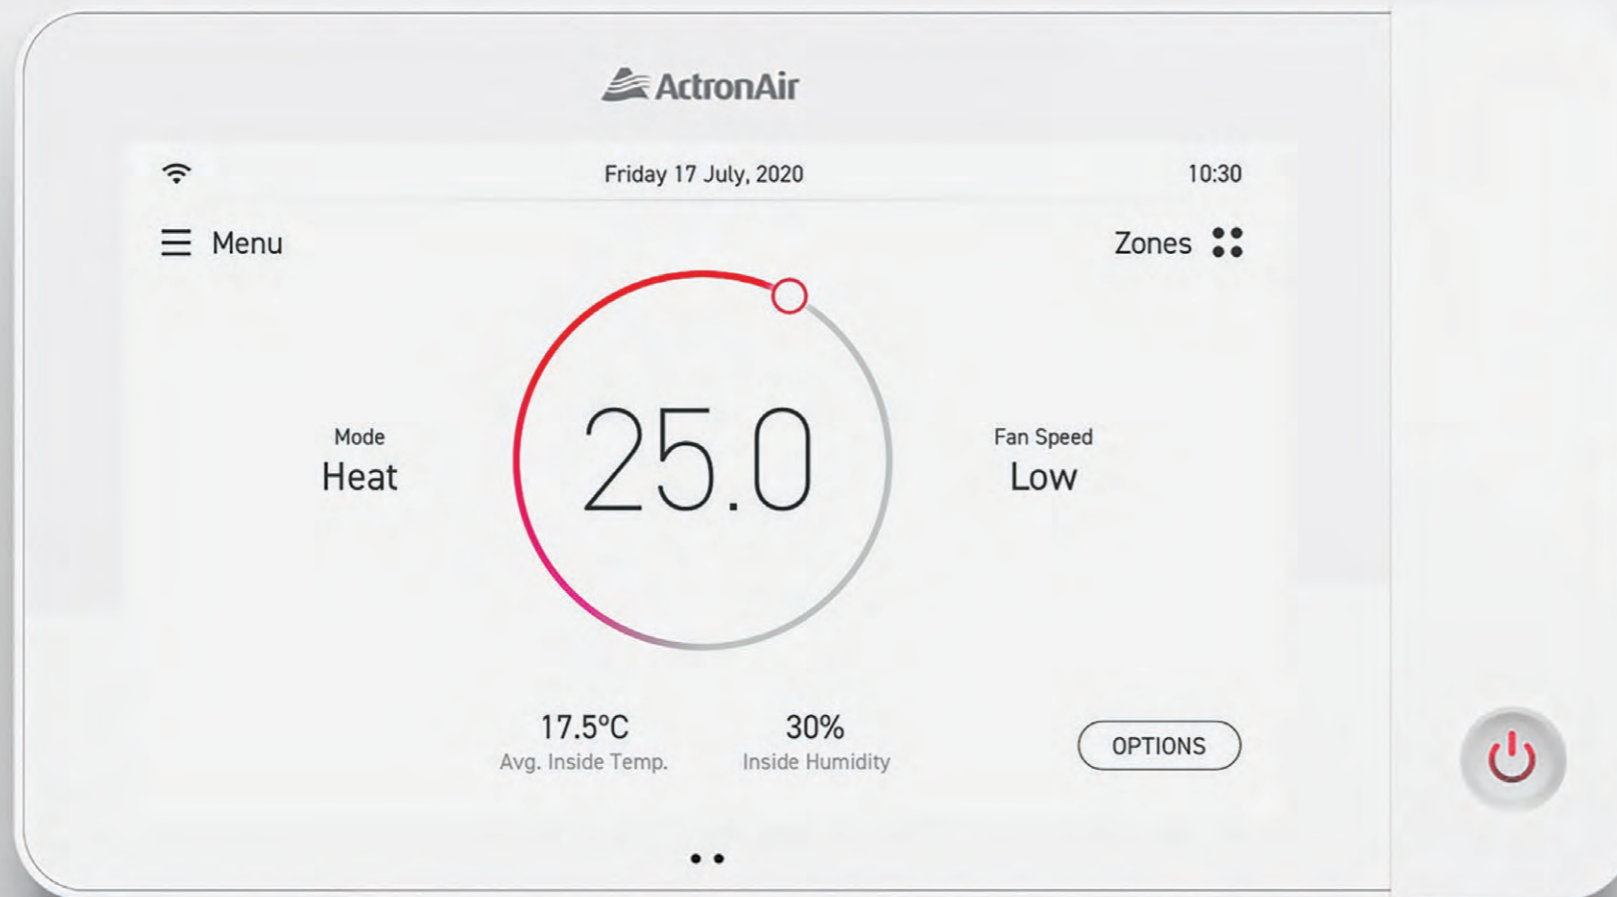 ActronAir
Friday 17 July, 2020
10:30
Menu
Zones
Mode
Heat
25.0
Fan Speed
Low
17.5ºC
Avg. Inside Temp.
30%
Inside Humidity
OPTIONS